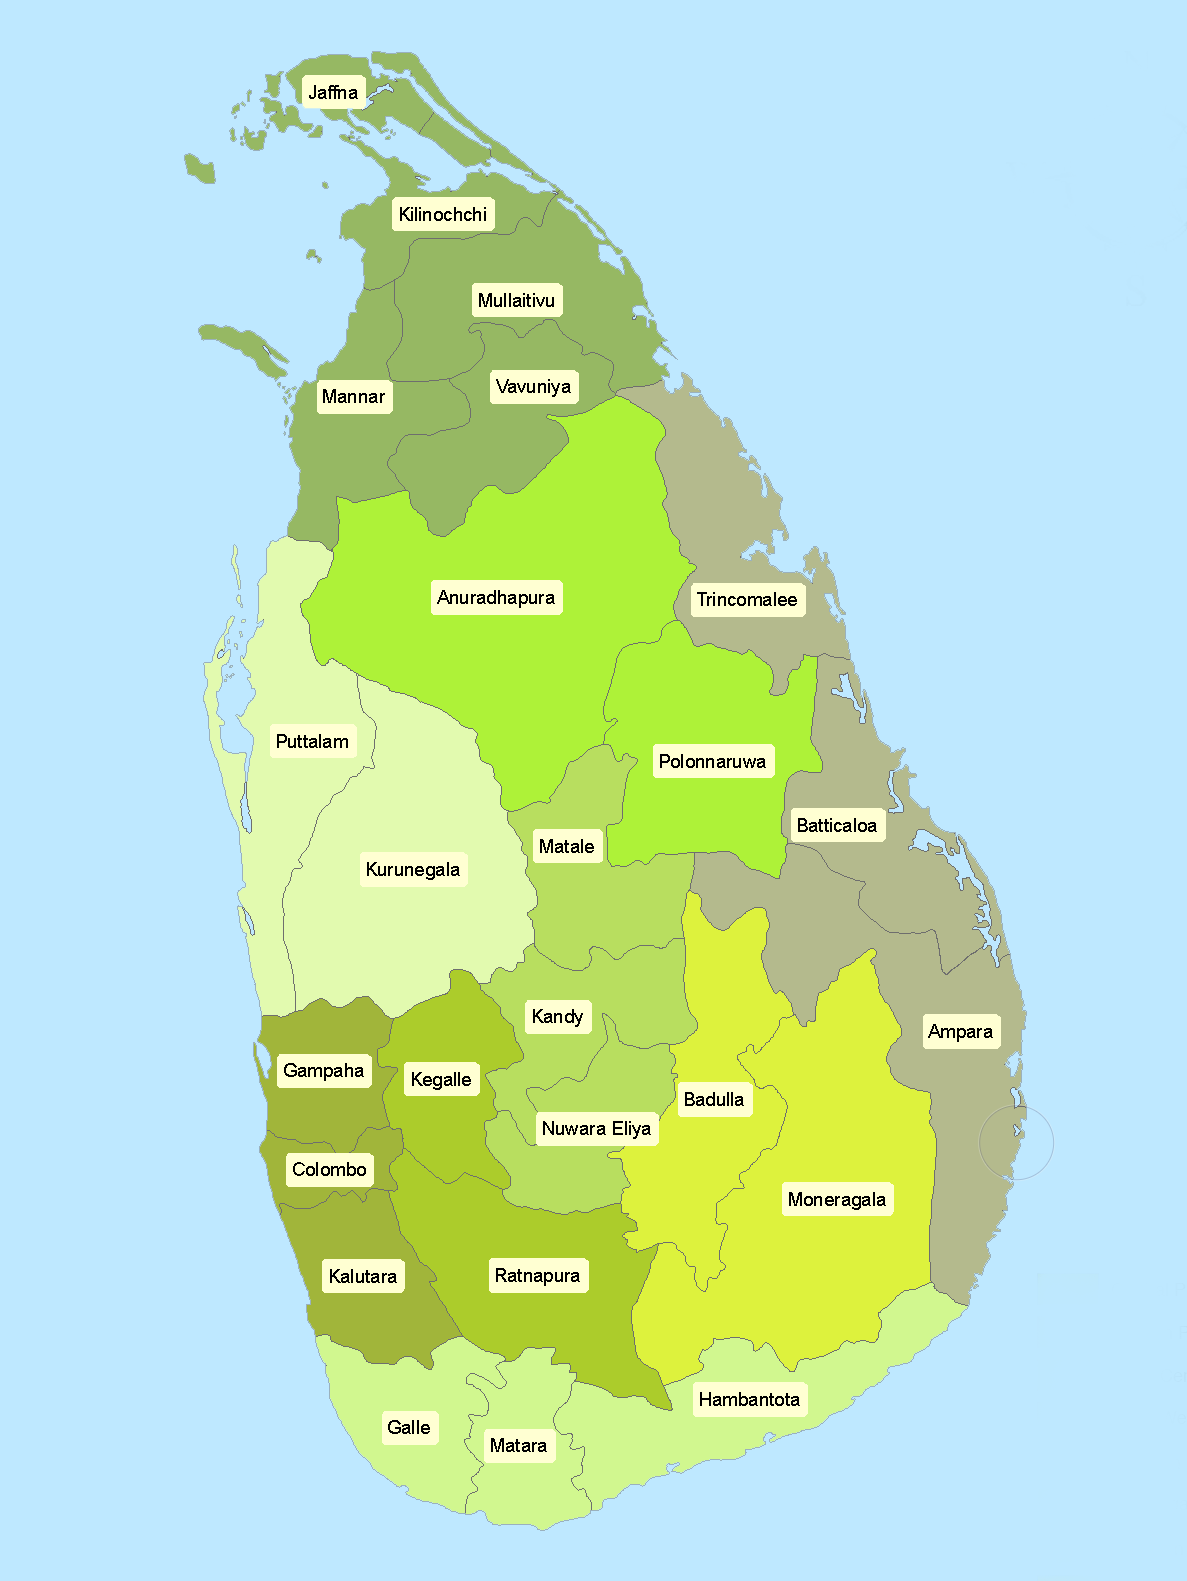 Jaffna
Kilinochchi
Mullaitivu
Vavuniya
Mannar
Anuradhapura
Trincomalee
Puttalam
Polonnaruwa
Batticaloa
Matale
Kurunegala
Kandy
Ampara
Gampaha
Kegalle
Badulla
Nuwara Eliya
Colombo
Moneragala
Kalutara
Ratnapura
Hambantota
Galle
Matara